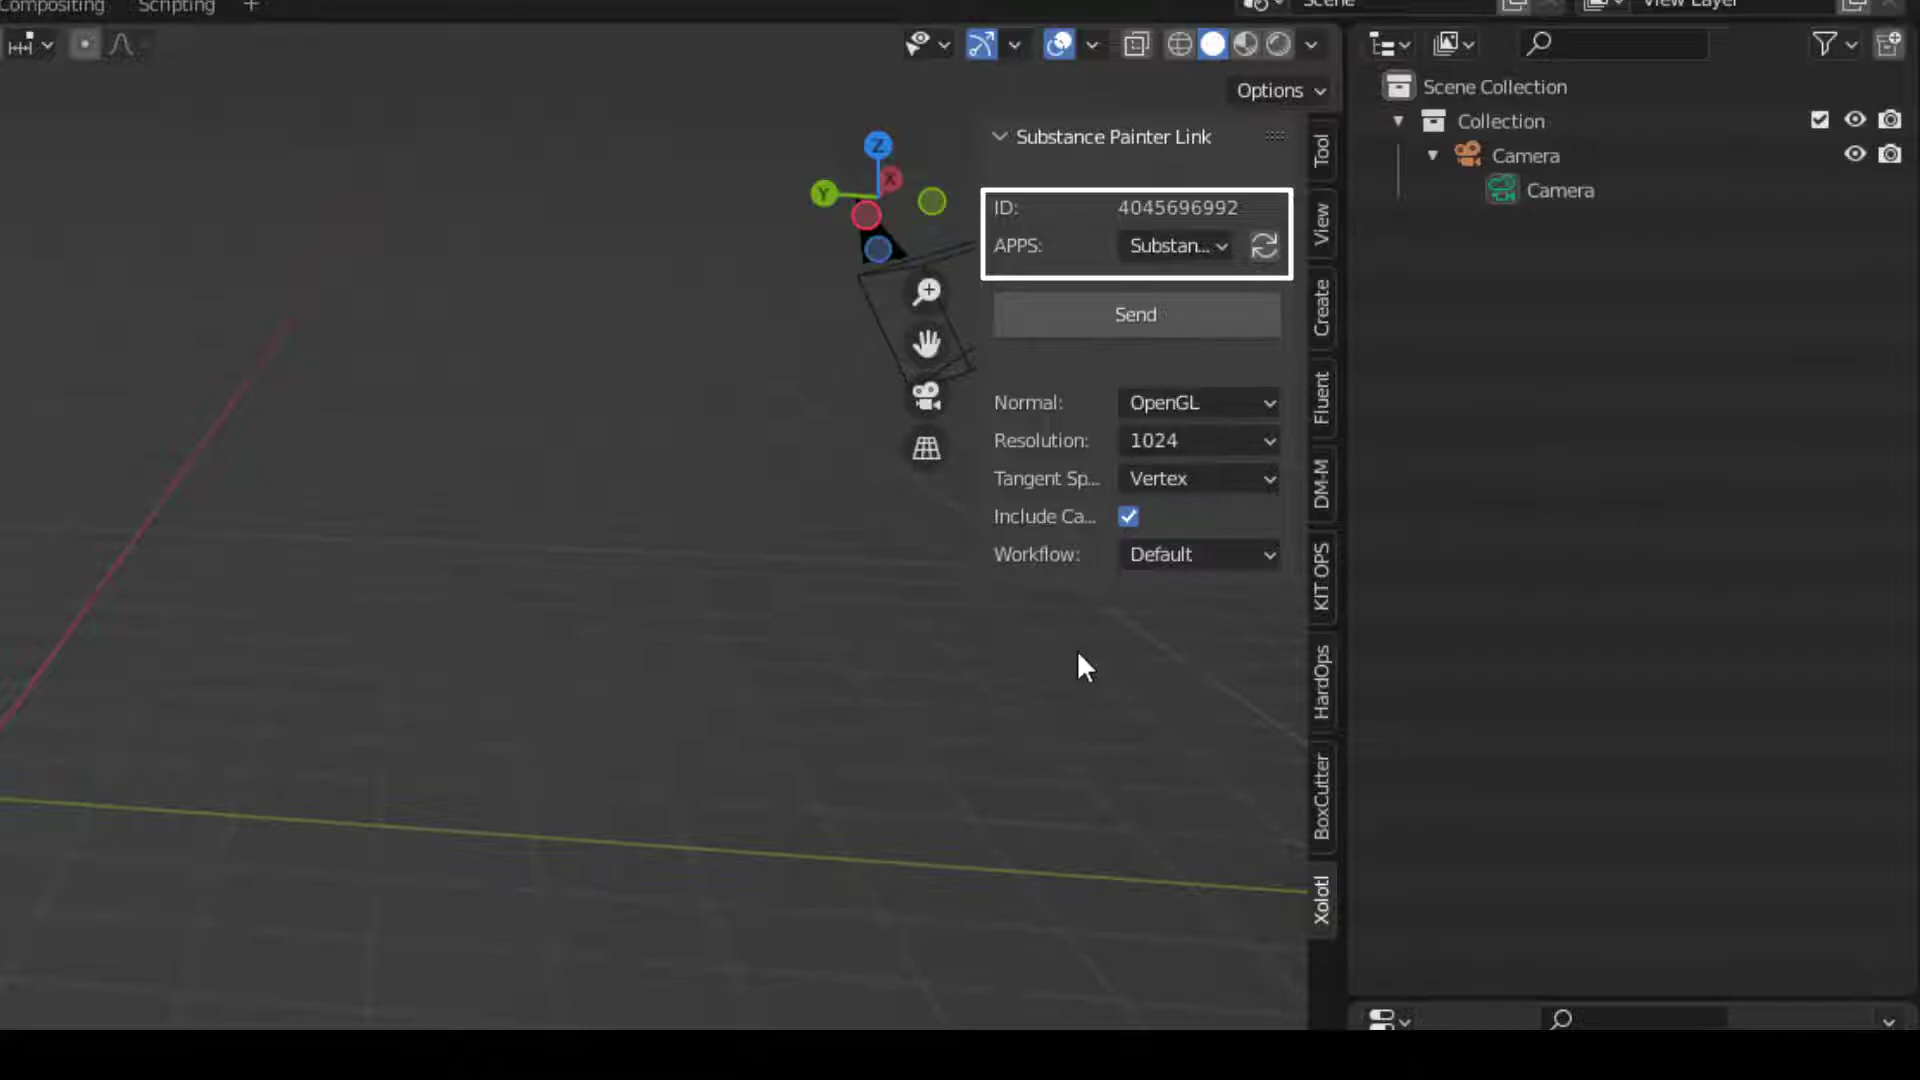 Compositing Scripting +
Scene
View Layer
Options
Scene Collection
Collection
Camera
Camera
Substance Painter Link
ID: 4045696992
APPS: Substan...
Send
Normal: OpenGL
Resolution: 1024
Tangent Sp... Vertex
Include Ca...
Workflow: Default
Z
X
Y
Tool
View
Create
Fluent
DM-M
KIT OPS
HardOps
BoxCutter
Xolotl